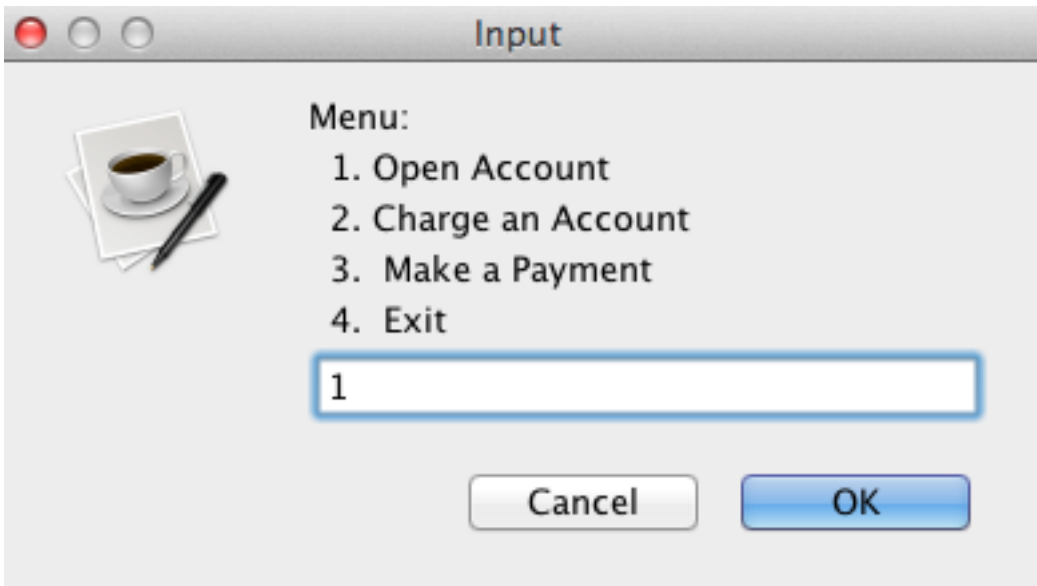 Input
Menu:
1. Open Account
2. Charge an Account
3.  Make a Payment
4.  Exit
1
Cancel OK